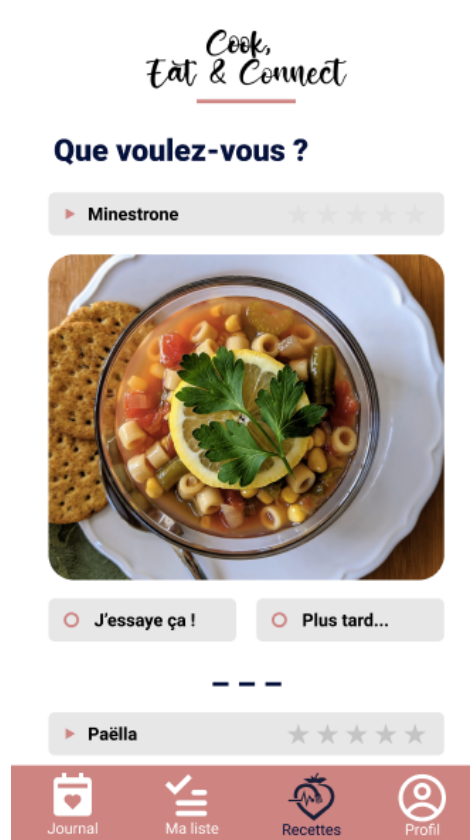 Cook,
Eat & Connect
Que voulez-vous ?
Minestrone
J'essaye ça !
Plus tard...
Paëlla
Journal
Ma liste
Recettes
Profil